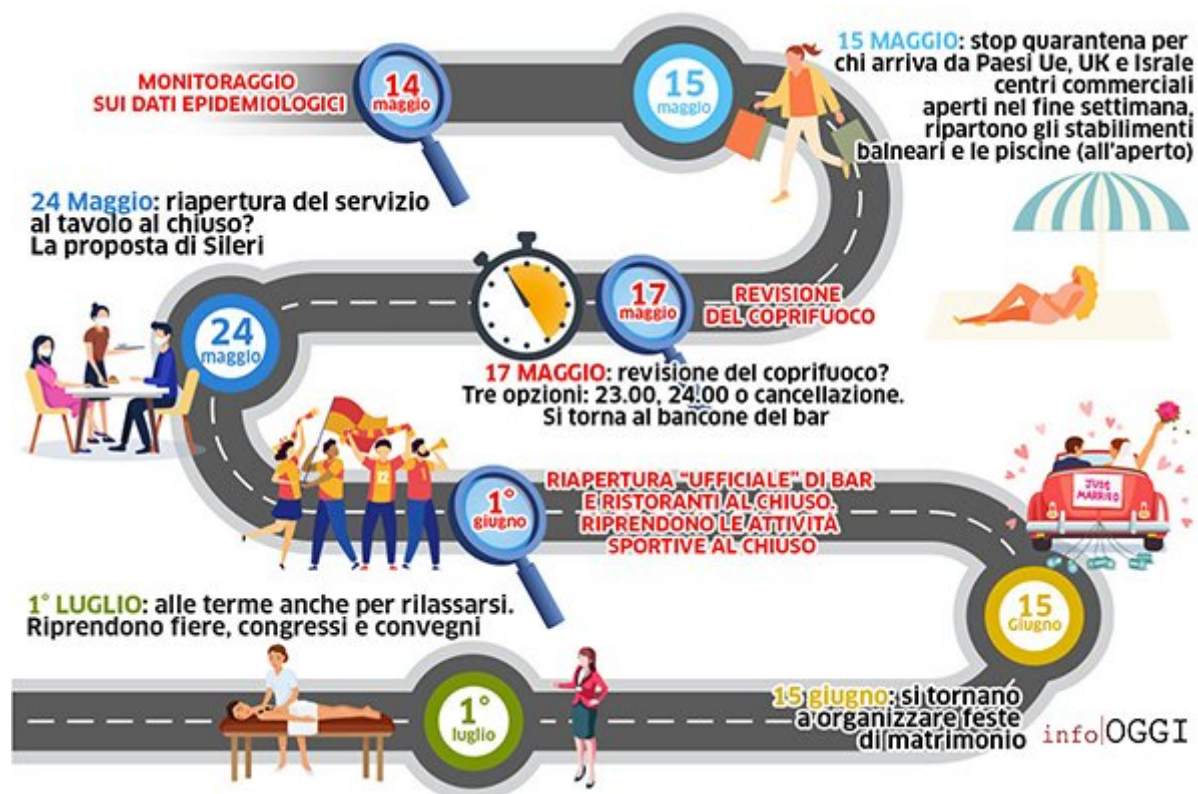 MONITORAGGIO
SUI DATI EPIDEMIOLOGICI
14
maggio
15
maggio
15 MAGGIO: stop quarantena per
chi arriva da Paesi Ue, UK e Israle
centri commerciali
aperti nel fine settimana,
ripartono gli stabilimenti
balneari e le piscine (all'aperto)
24 Maggio: riapertura del servizio
al tavolo al chiuso?
La proposta di Sileri
24
maggio
17
maggio
REVISIONE
DEL COPRIFUOCO
17 MAGGIO: revisione del coprifuoco?
Tre opzioni: 23.00, 24.00 o cancellazione.
Si torna al bancone del bar
12
1
1°
giugno
RIAPERTURA "UFFICIALE" DI BAR
E RISTORANTI AL CHIUSO.
RIPRENDONO LE ATTIVITÀ
SPORTIVE AL CHIUSO
JUST
MARRIED
15
Giugno
15 giugno: si tornano
a organizzare feste
di matrimonio
1° LUGLIO: alle terme anche per rilassarsi.
Riprendono fiere, congressi e convegni
1°
luglio
info|OGGI